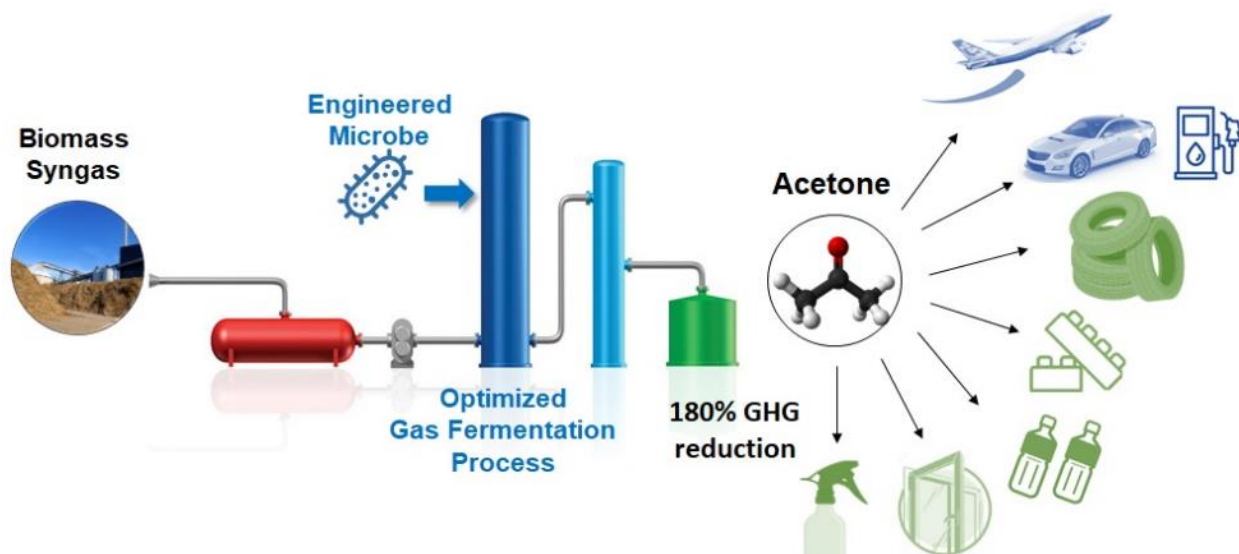 Biomass
Syngas
Engineered
Microbe
Optimized
Gas Fermentation
Process
Acetone
180% GHG
reduction